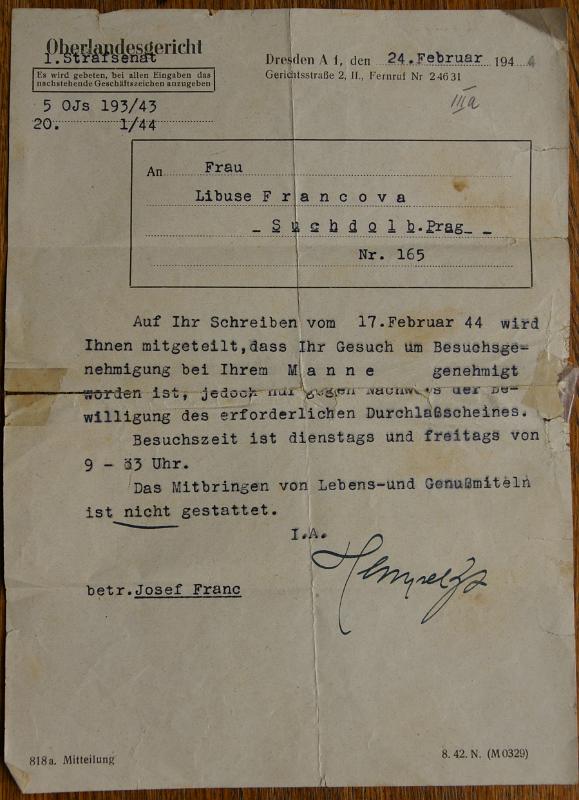 Oberlandesgericht
1. Strafsenat
Es wird gebeten, bei allen Eingaben das
nachstehende Geschäftszeichen anzugeben
5 OJs 193/43
20. 1/44
Dresden A 1, den 24. Februar 194 4
Gerichtsstraße 2, II., Fernruf Nr 24631
IIIa
An Frau
Libuse Francova
Suchdol b.Prag
Nr. 165
Auf Ihr Schreiben vom 17.Februar 44 wird
Ihnen mitgeteilt,dass Ihr Gesuch um Besuchsge-
nehmigung bei Ihrem Manne genehmigt
worden ist, jedoch nur gegen Nachweis der Be-
willigung des erforderlichen Durchlaßscheines.
Besuchszeit ist dienstags und freitags von
9 - Uhr.
Das Mitbringen von Lebens-und Genußmiteln
ist nicht gestattet.
I.A.
betr.Josef Franc
818a. Mitteilung
8. 42. N. (M0329)